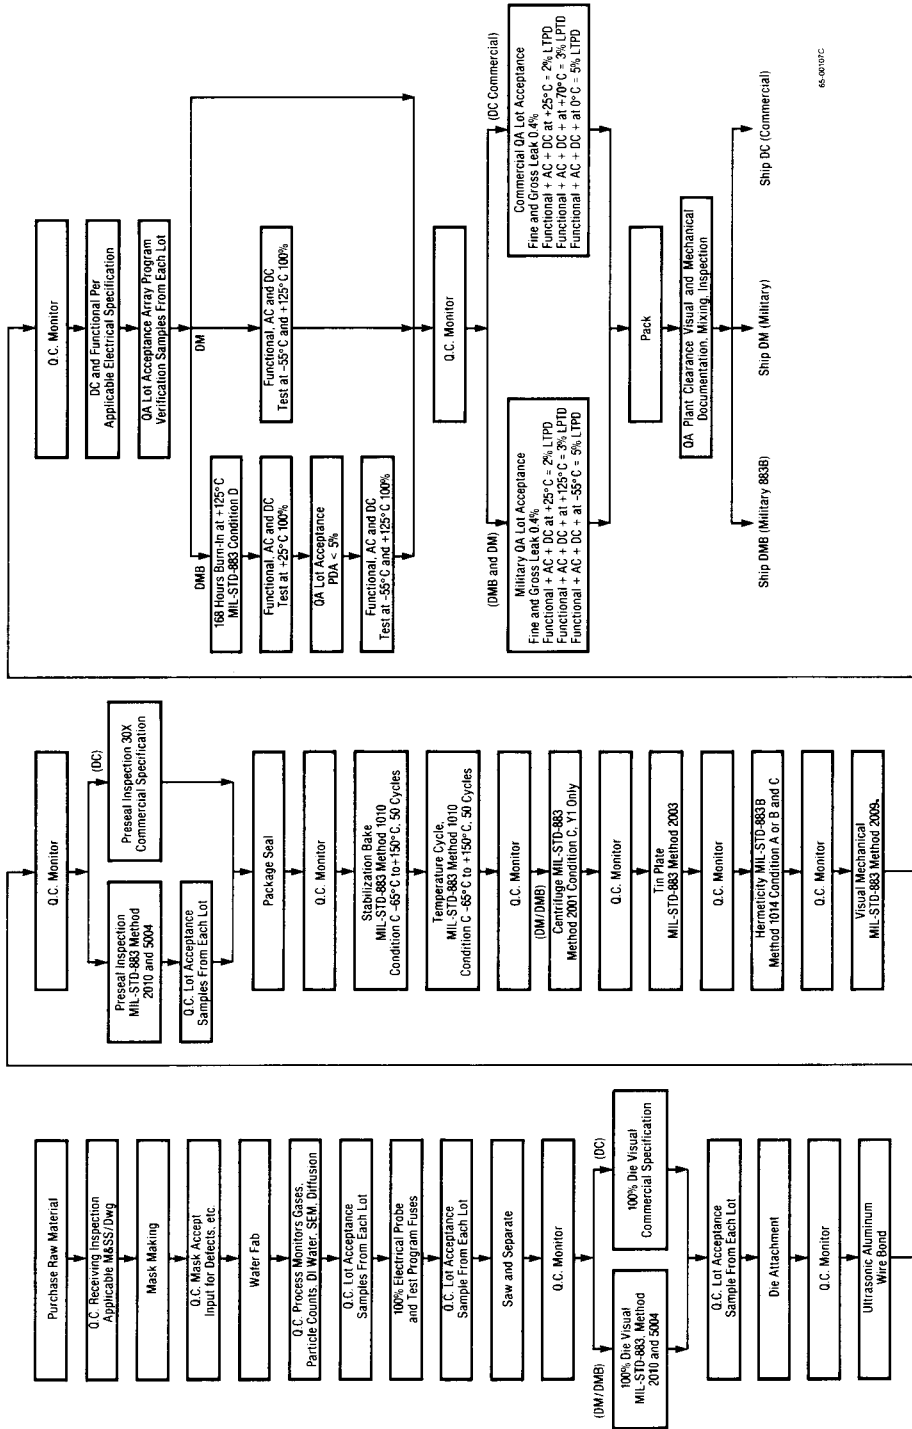 Purchase Raw Material
Q.C. Receiving Inspection
Applicable M&SS/Dwg
Mask Making
Q.C. Mask Accept
Input for Defects, etc.
Wafer Fab
Q.C. Process Monitors Gases,
Particle Counts, DI Water, SEM, Diffusion
Q.C. Lot Acceptance
Samples From Each Lot
100% Electrical Probe
and Test Program Fuses
Q.C. Lot Acceptance
Sample From Each Lot
Saw and Separate
Q.C. Monitor
(DM/DMB)
(DC)
100% Die Visual
MIL-STD-883, Method
2010 and 5004
100% Die Visual
Commercial Specification
Q.C. Lot Acceptance
Sample From Each Lot
Die Attachment
Q.C. Monitor
Ultrasonic Aluminum
Wire Bond
Q.C. Monitor
(DC)
Preseal Inspection
MIL-STD-883 Method
2010 and 5004
Preseal Inspection 30X
Commercial Specification
Q.C. Lot Acceptance
Samples From Each Lot
Package Seal
Q.C. Monitor
Stabilization Bake
MIL-STD-883 Method 1010
Condition C -65°C to +150°C, 50 Cycles
Temperature Cycle,
MIL-STD-883 Method 1010
Condition C -65°C to +150°C, 50 Cycles
Q.C. Monitor
(DM/DMB)
Centrifuge MIL-STD-883
Method 2001 Condition C, Y1 Only
Q.C. Monitor
Tin Plate
MIL-STD-883 Method 2003
Q.C. Monitor
Hermeticity MIL-STD-883B
Method 1014 Condition A or B and C
Q.C. Monitor
Visual Mechanical
MIL-STD-883 Method 2009.
Q.C. Monitor
DC and Functional Per
Applicable Electrical Specification
QA Lot Acceptance Array Program
Verification Samples From Each Lot
DMB
DM
168 Hours Burn-In at +125°C
MIL-STD-883 Condition D
Functional, AC and DC
Test at +25°C 100%
QA Lot Acceptance
PDA < 5%
Functional, AC and DC
Test at -55°C and +125°C 100%
Functional, AC and DC
Test at -55°C and +125°C 100%
Q.C. Monitor
(DMB and DM)
(DC Commercial)
Military QA Lot Acceptance
Fine and Gross Leak 0.4%
Functional + AC + DC at +25°C = 2% LTPD
Functional + AC + DC + at +125°C = 3% LPTD
Functional + AC + DC + at -55°C = 5% LTPD
Commercial QA Lot Acceptance
Fine and Gross Leak 0.4%
Functional + AC + DC at +25°C = 2% LTPD
Functional + AC + DC + at +70°C = 3% LPTD
Functional + AC + DC + at 0°C = 5% LTPD
Pack
QA Plant Clearance Visual and Mechanical
Documentation, Mixing, Inspection
Ship DMB (Military 883B)
Ship DM (Military)
Ship DC (Commercial)
65-00107C